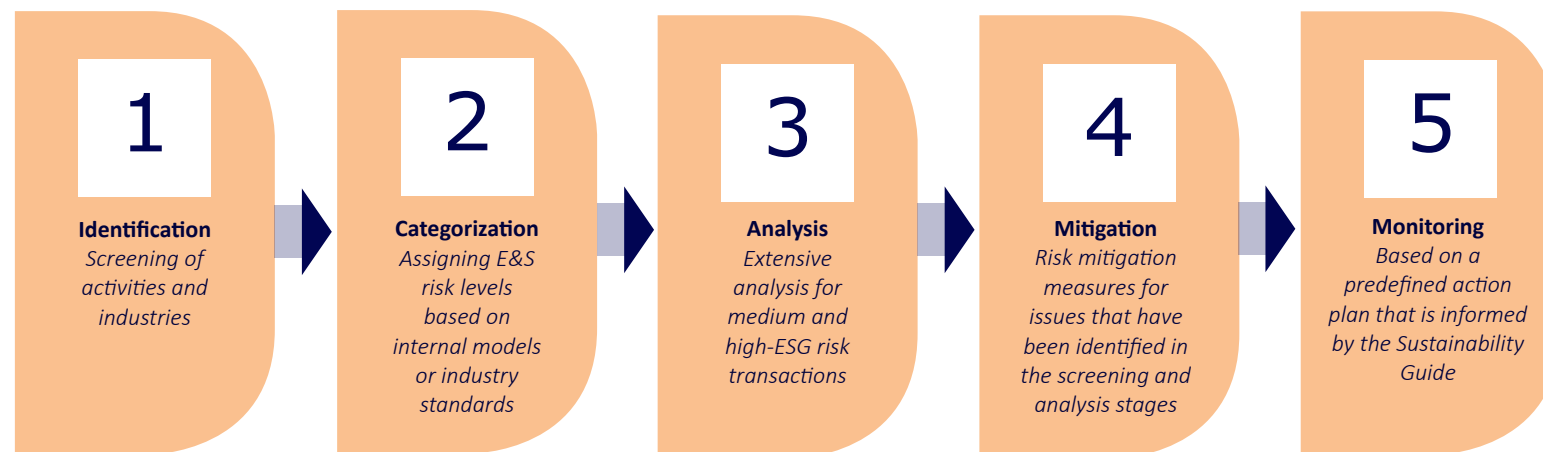 1
Identification
Screening of
activities and
industries
2
Categorization
Assigning E&S
risk levels
based on
internal models
or industry
standards
3
Analysis
Extensive
analysis for
medium and
high-ESG risk
transactions
4
Mitigation
Risk mitigation
measures for
issues that have
been identified in
the screening and
analysis stages
5
Monitoring
Based on a
predefined action
plan that is informed
by the Sustainability
Guide